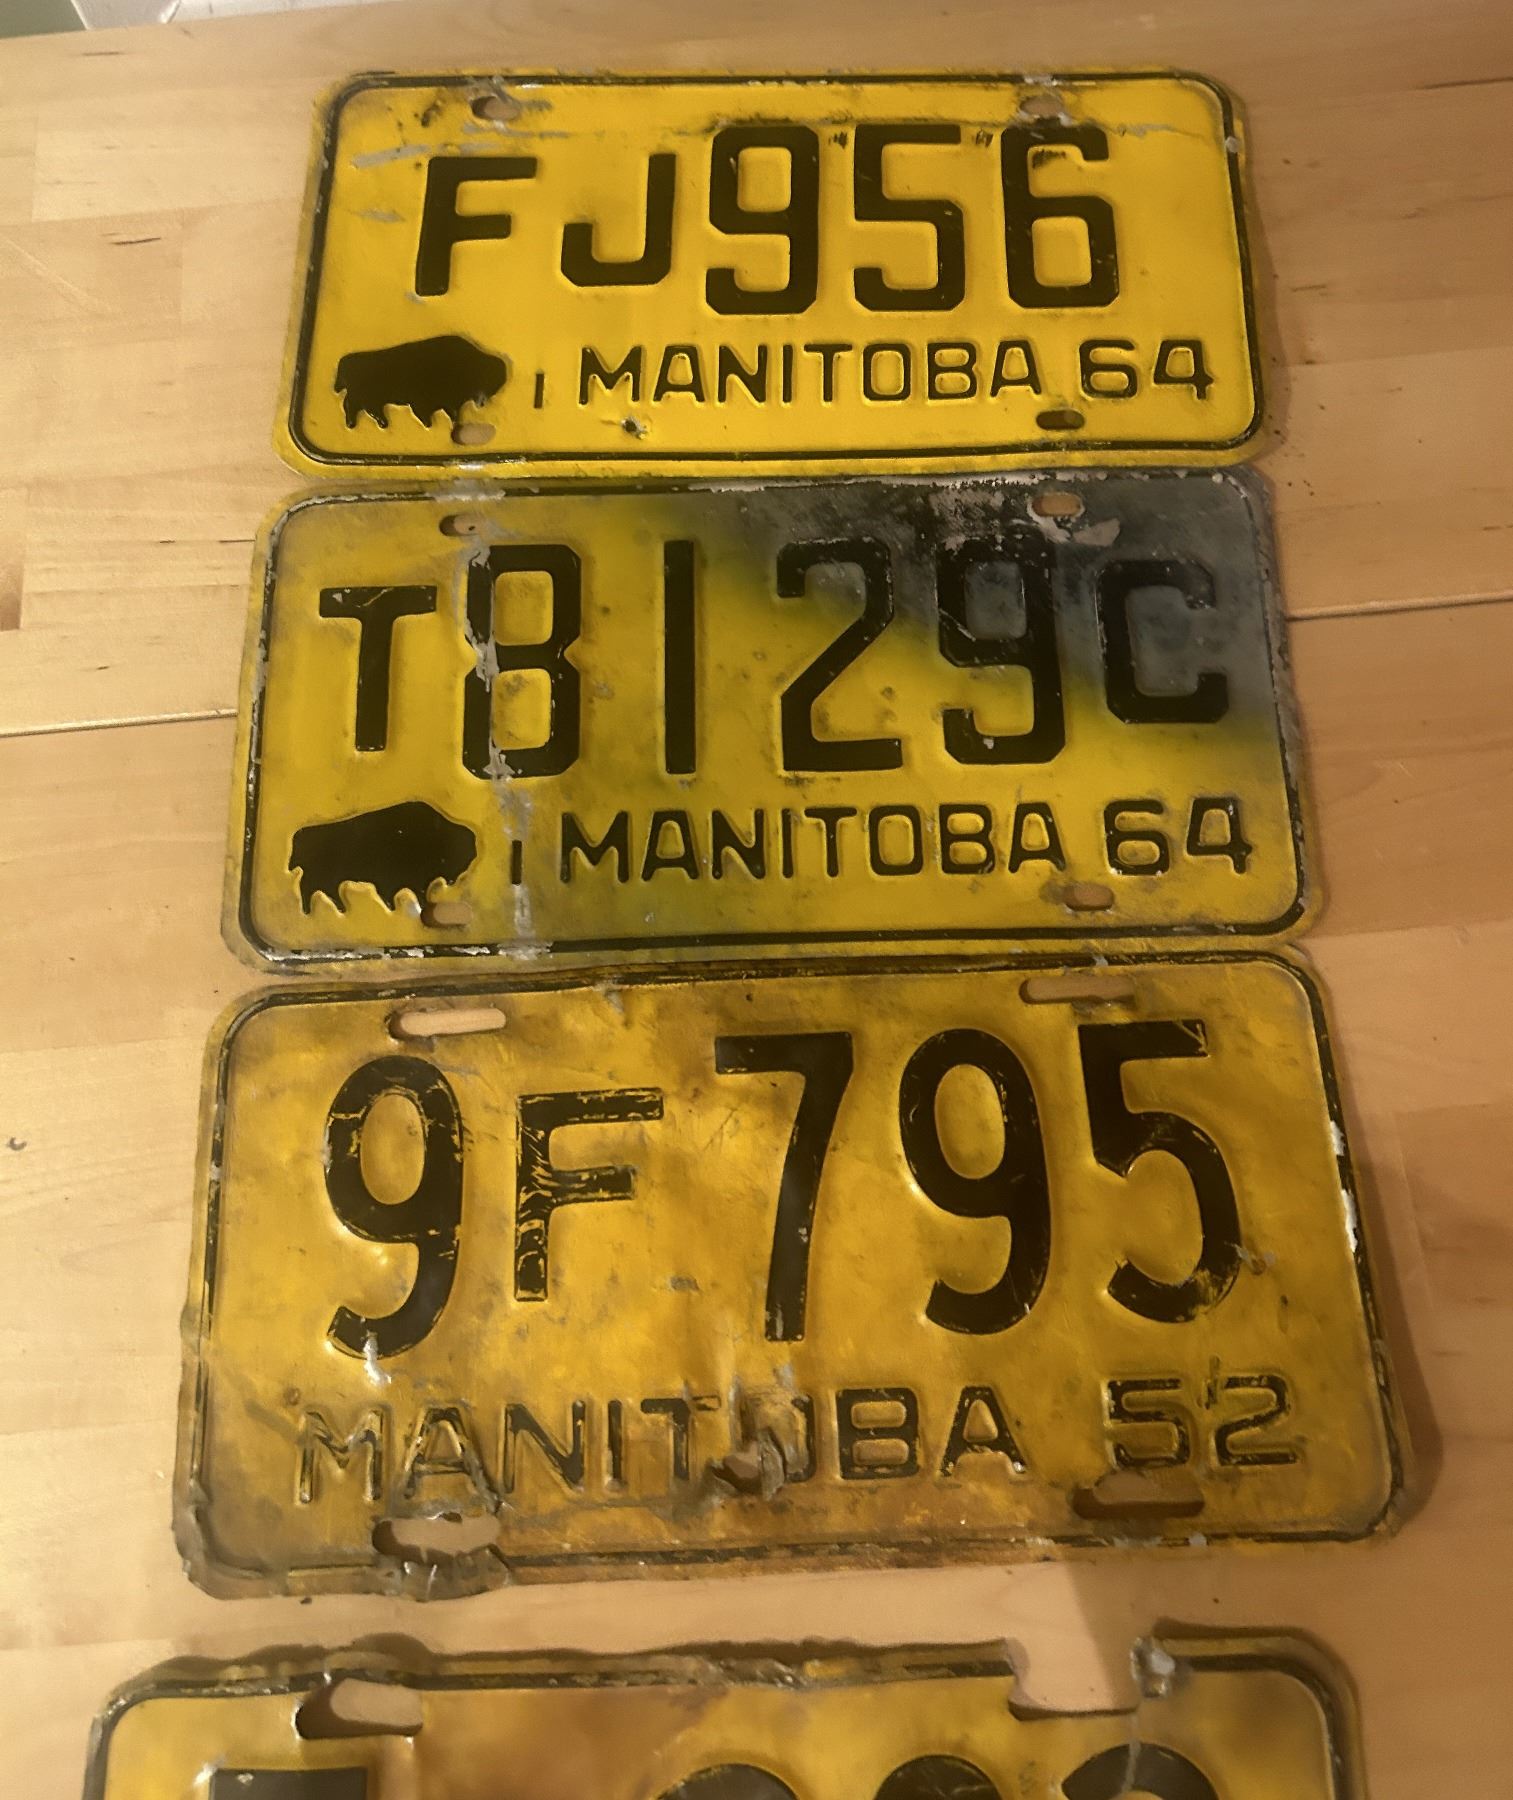 FJ956
I MANITOBA 64
T8129C
I MANITOBA 64
9F795
MANITOBA 52